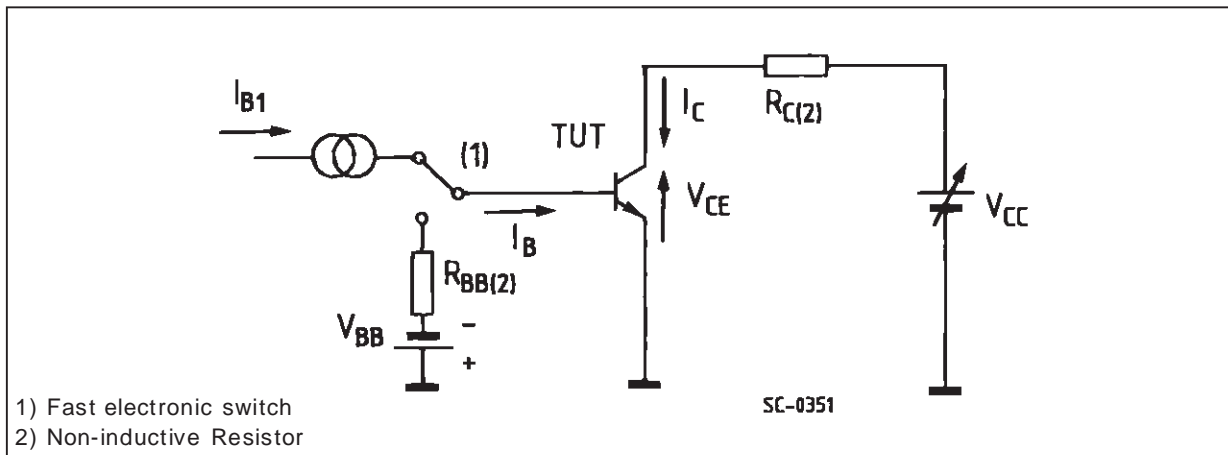 I_B1
(1)
TUT
I_C
R_C(2)
V_CE
V_CC
I_B
R_BB(2)
V_BB
−
+
SC-0351
1) Fast electronic switch
2) Non-inductive Resistor